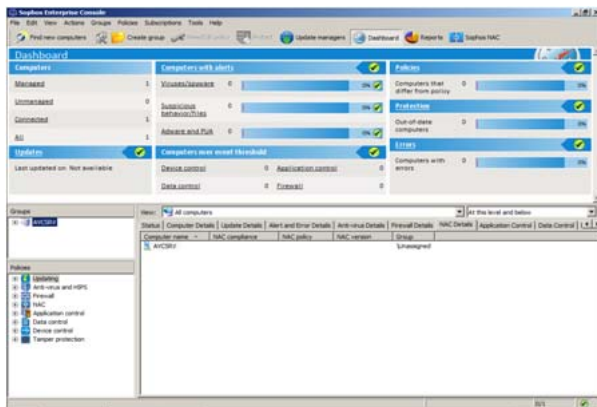 Sophos Enterprise Console
File Edit View Actions Groups Policies Subscriptions Tools Help
Find new computers Create group Protect Update managers Dashboard Reports Sophos NAC
Dashboard
Computers
Managed 1
Unmanaged 0
Connected 1
All 1
Updates
Last updated on Not available
Computers with alerts
Viruses/spyware 0 0%
Suspicious behavior/files 0
Adware and PUA 0 0%
Computers over event threshold
Device control 0 Application control 0
Data control 0 Firewall 0
Policies
Computers that differ from policy 0 0%
Protection
Out-of-date computers 0 0%
Errors
Computers with errors 0 0%
Groups
AVCSRV
View: All computers At this level and below
Status Computer Details Update Details Alert and Error Details Anti-virus Details Firewall Details NAC Details Application Control Data Control
Computer name NAC compliance NAC policy NAC version Group
AVCSRV \Unassigned
Policies
Updating
Anti-virus and HIPS
Firewall
NAC
Application control
Data control
Device control
Tamper protection
0/1